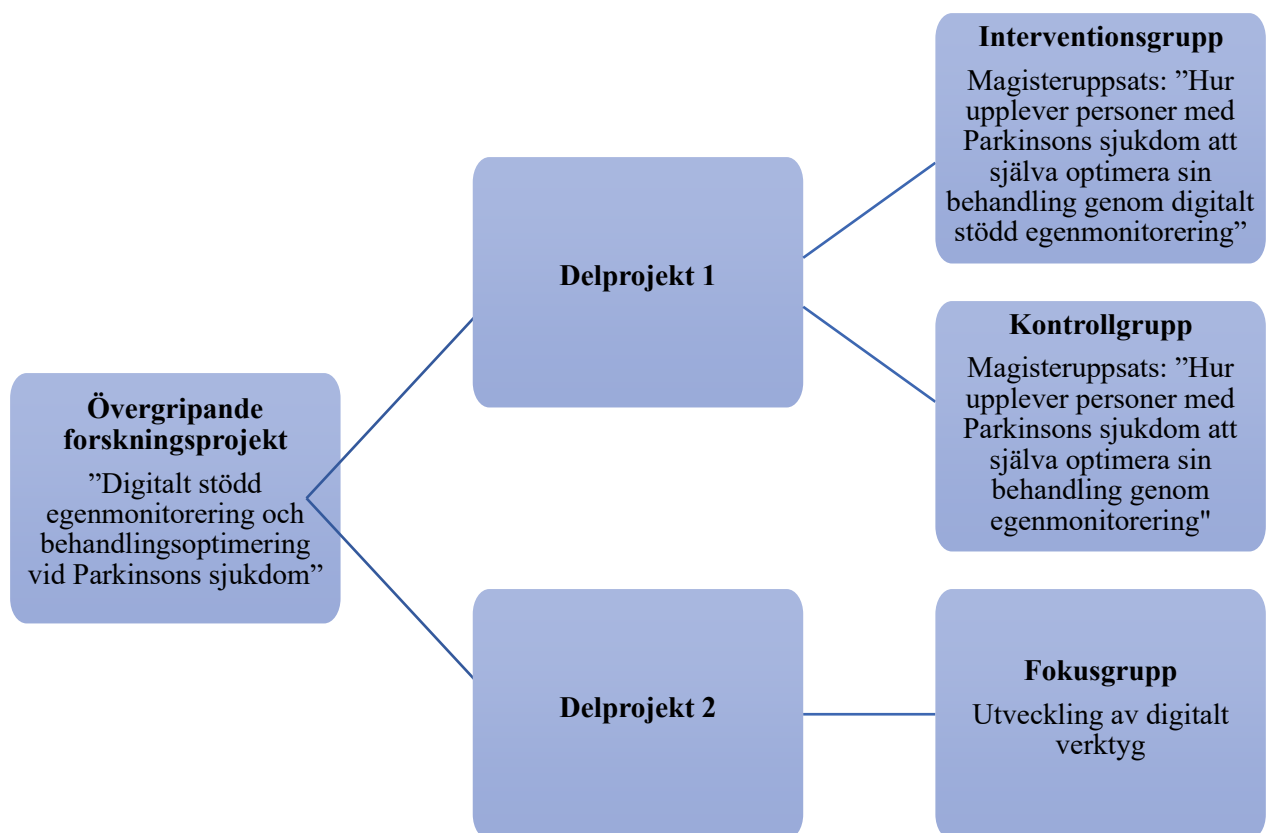 Övergripande
forskningsprojekt
”Digitalt stödd
egenmonitorering och
behandlingsoptimering
vid Parkinsons sjukdom”
Delprojekt 1
Interventionsgrupp
Magisteruppsats: ”Hur
upplever personer med
Parkinsons sjukdom att
själva optimera sin
behandling genom digitalt
stödd egenmonitorering”
Kontrollgrupp
Magisteruppsats: ”Hur
upplever personer med
Parkinsons sjukdom att
själva optimera sin
behandling genom
egenmonitorering"
Delprojekt 2
Fokusgrupp
Utveckling av digitalt
verktyg